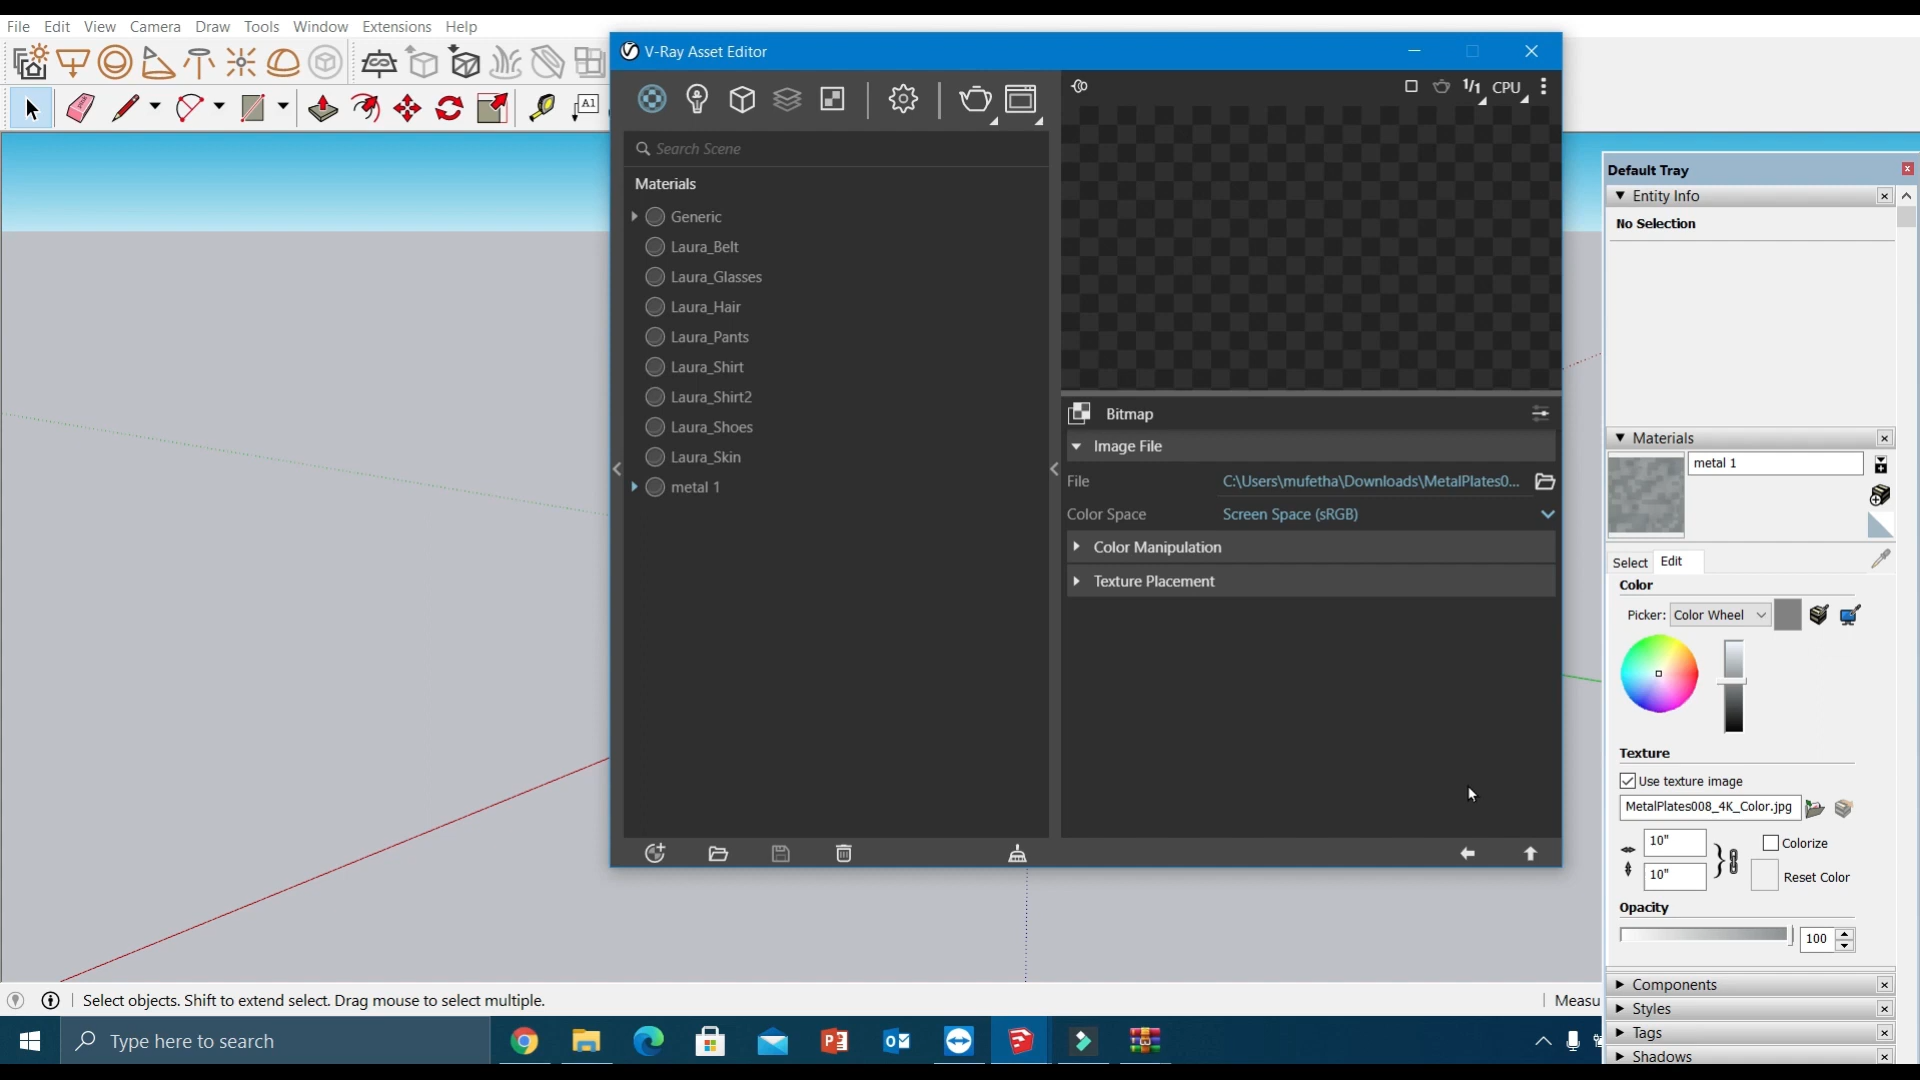 File Edit View Camera Draw Tools Window Extensions Help
V-Ray Asset Editor
1/1 CPU
A1
Search Scene
Materials
Generic
Laura_Belt
Laura_Glasses
Laura_Hair
Laura_Pants
Laura_Shirt
Laura_Shirt2
Laura_Shoes
Laura_Skin
metal 1
Bitmap
Image File
File C:\Users\mufetha\Downloads\MetalPlates0...
Color Space Screen Space (sRGB)
Color Manipulation
Texture Placement
Default Tray
Entity Info
No Selection
Materials
metal 1
Select Edit
Color
Picker: Color Wheel
Texture
Use texture image
MetalPlates008_4K_Color.jpg
10"
Colorize
10"
Reset Color
Opacity
100
Components
Styles
Tags
Shadows
Select objects. Shift to extend select. Drag mouse to select multiple.
Measu
Type here to search